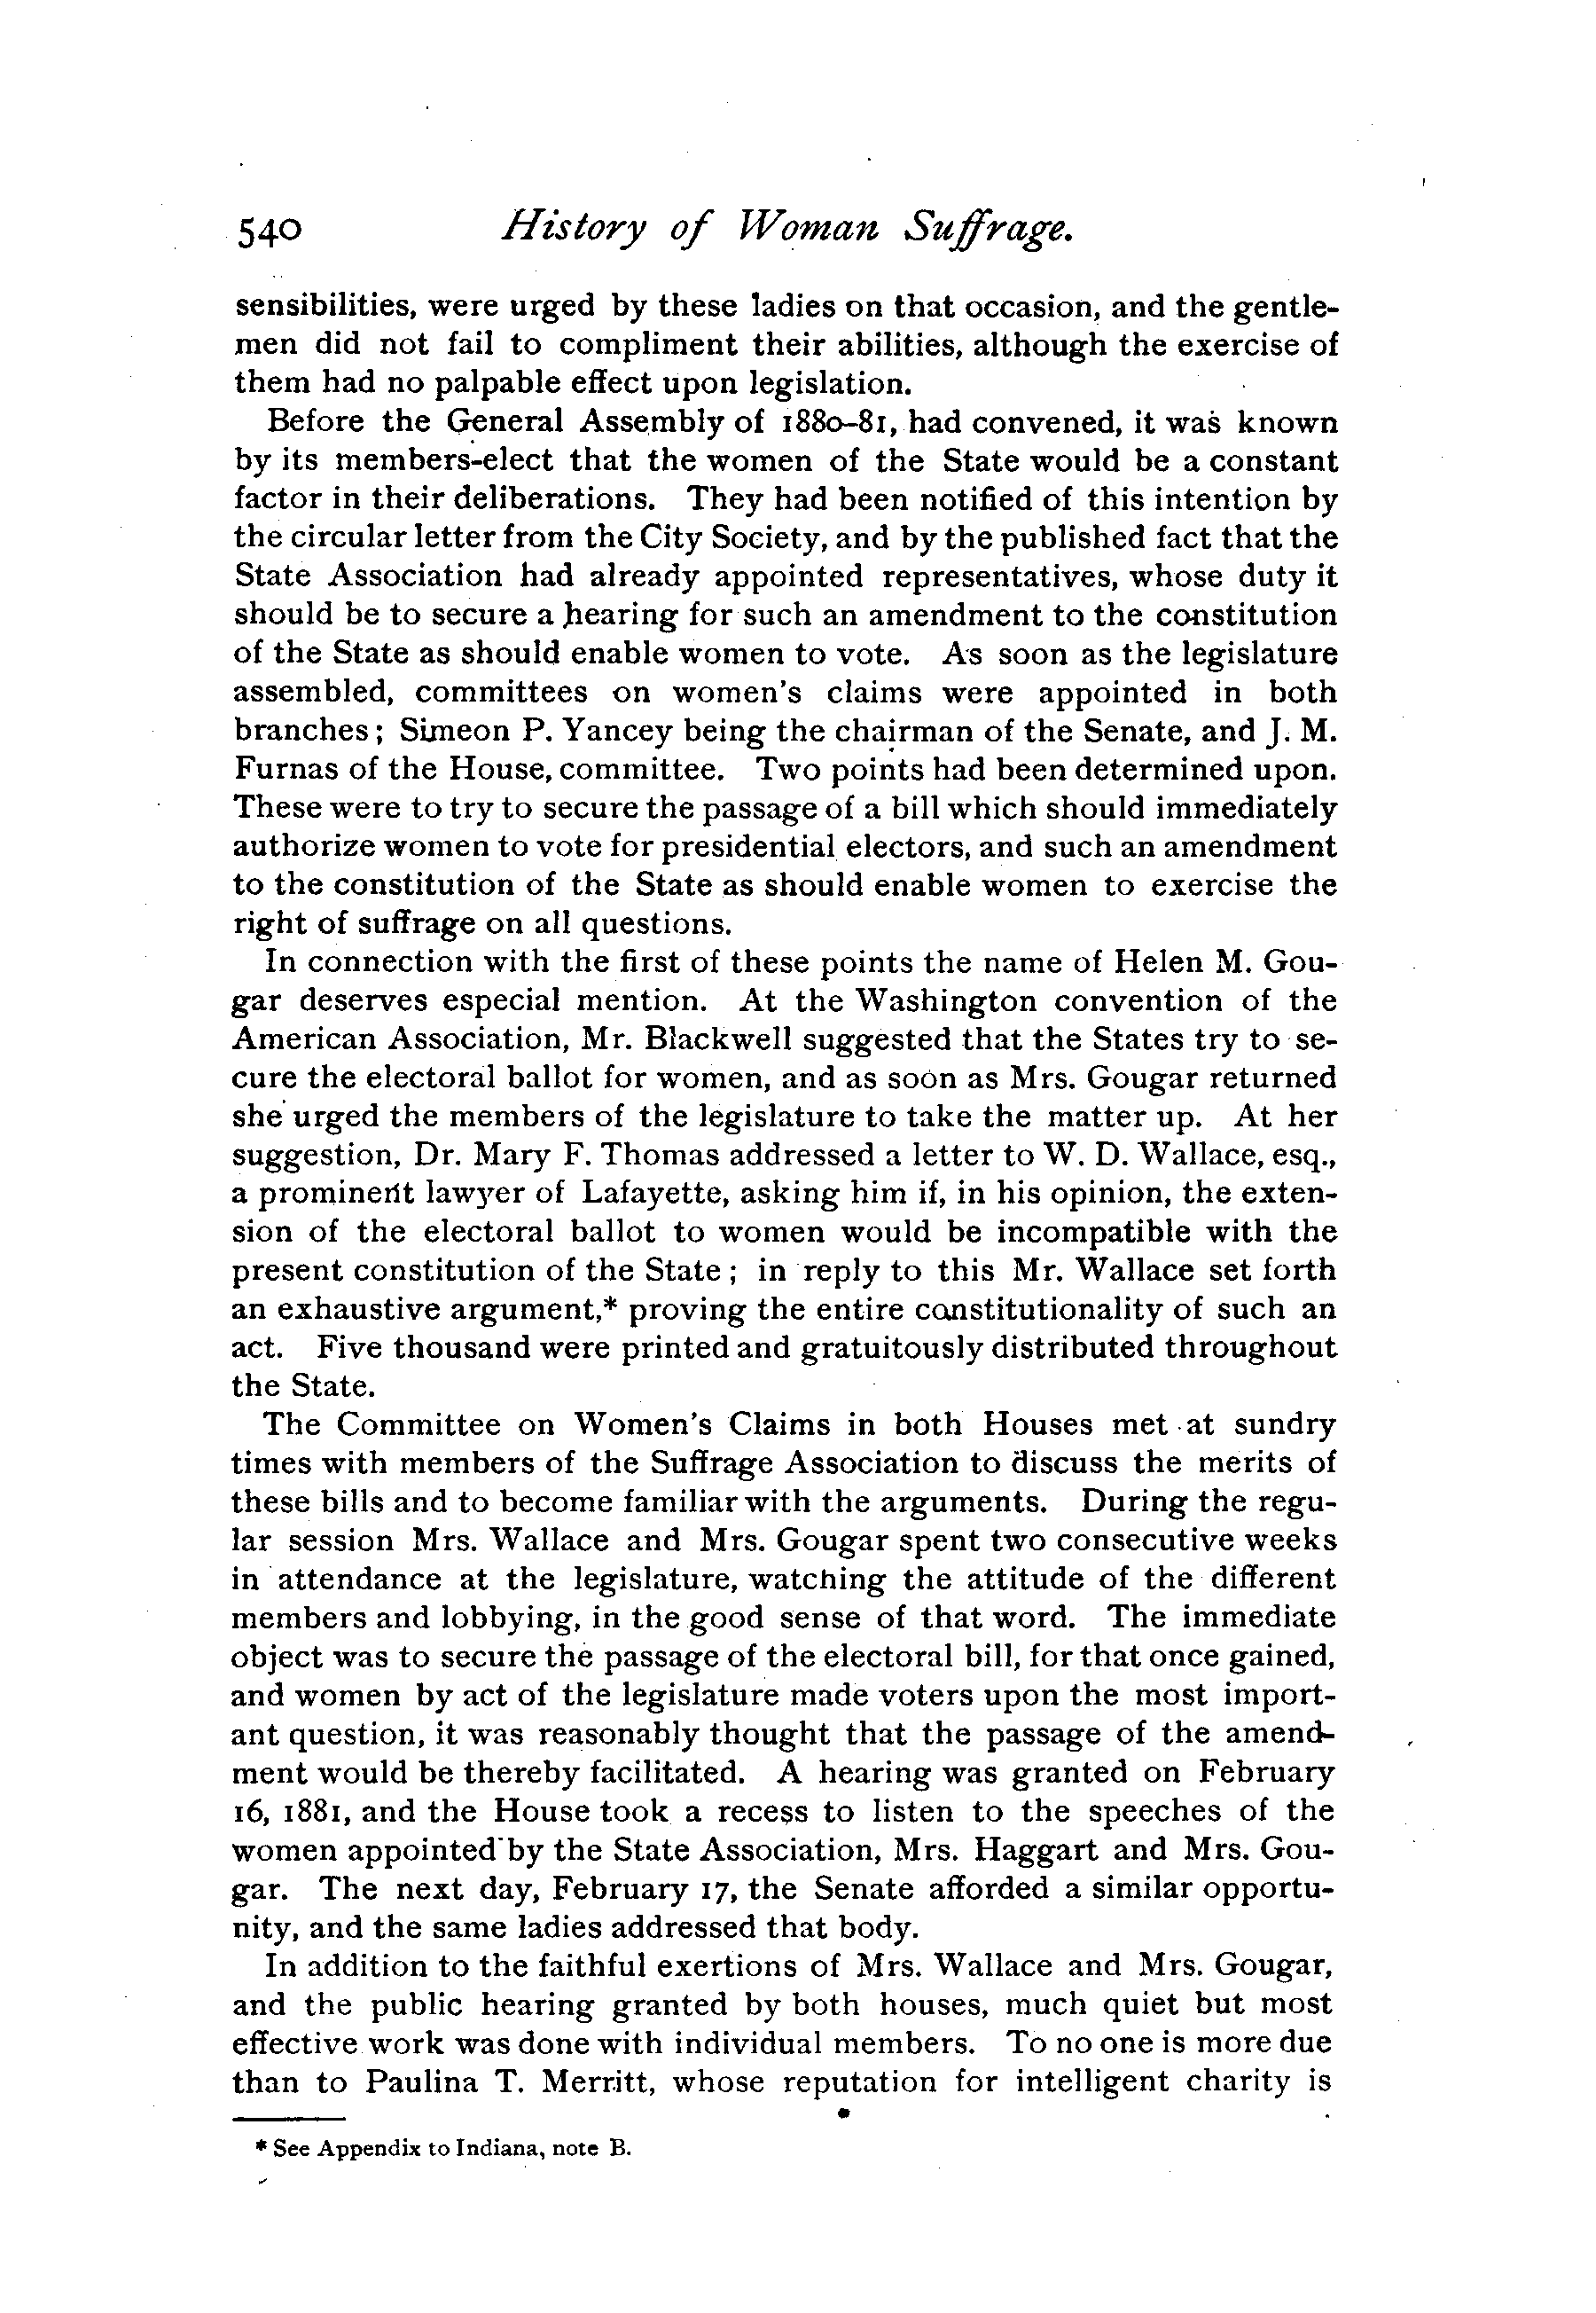 540 History of Woman Suffrage.
sensibilities, were urged by these ladies on that occasion, and the gentle-
men did not fail to compliment their abilities, although the exercise of
them had no palpable effect upon legislation.
Before the General Assembly of 1880–81, had convened, it was known
by its members-elect that the women of the State would be a constant
factor in their deliberations. They had been notified of this intention by
the circular letter from the City Society, and by the published fact that the
State Association had already appointed representatives, whose duty it
should be to secure a hearing for such an amendment to the constitution
of the State as should enable women to vote. As soon as the legislature
assembled, committees on women's claims were appointed in both
branches; Simeon P. Yancey being the chairman of the Senate, and J. M.
Furnas of the House, committee. Two points had been determined upon.
These were to try to secure the passage of a bill which should immediately
authorize women to vote for presidential electors, and such an amendment
to the constitution of the State as should enable women to exercise the
right of suffrage on all questions.
In connection with the first of these points the name of Helen M. Gou-
gar deserves especial mention. At the Washington convention of the
American Association, Mr. Blackwell suggested that the States try to se-
cure the electoral ballot for women, and as soon as Mrs. Gougar returned
she urged the members of the legislature to take the matter up. At her
suggestion, Dr. Mary F. Thomas addressed a letter to W. D. Wallace, esq.,
a prominent lawyer of Lafayette, asking him if, in his opinion, the exten-
sion of the electoral ballot to women would be incompatible with the
present constitution of the State; in reply to this Mr. Wallace set forth
an exhaustive argument,* proving the entire constitutionality of such an
act. Five thousand were printed and gratuitously distributed throughout
the State.
The Committee on Women's Claims in both Houses met at sundry
times with members of the Suffrage Association to discuss the merits of
these bills and to become familiar with the arguments. During the regu-
lar session Mrs. Wallace and Mrs. Gougar spent two consecutive weeks
in attendance at the legislature, watching the attitude of the different
members and lobbying, in the good sense of that word. The immediate
object was to secure the passage of the electoral bill, for that once gained,
and women by act of the legislature made voters upon the most import-
ant question, it was reasonably thought that the passage of the amend-
ment would be thereby facilitated. A hearing was granted on February
16, 1881, and the House took a recess to listen to the speeches of the
women appointed by the State Association, Mrs. Haggart and Mrs. Gou-
gar. The next day, February 17, the Senate afforded a similar opportu-
nity, and the same ladies addressed that body.
In addition to the faithful exertions of Mrs. Wallace and Mrs. Gougar,
and the public hearing granted by both houses, much quiet but most
effective work was done with individual members. To no one is more due
than to Paulina T. Merritt, whose reputation for intelligent charity is
* See Appendix to Indiana, note B.